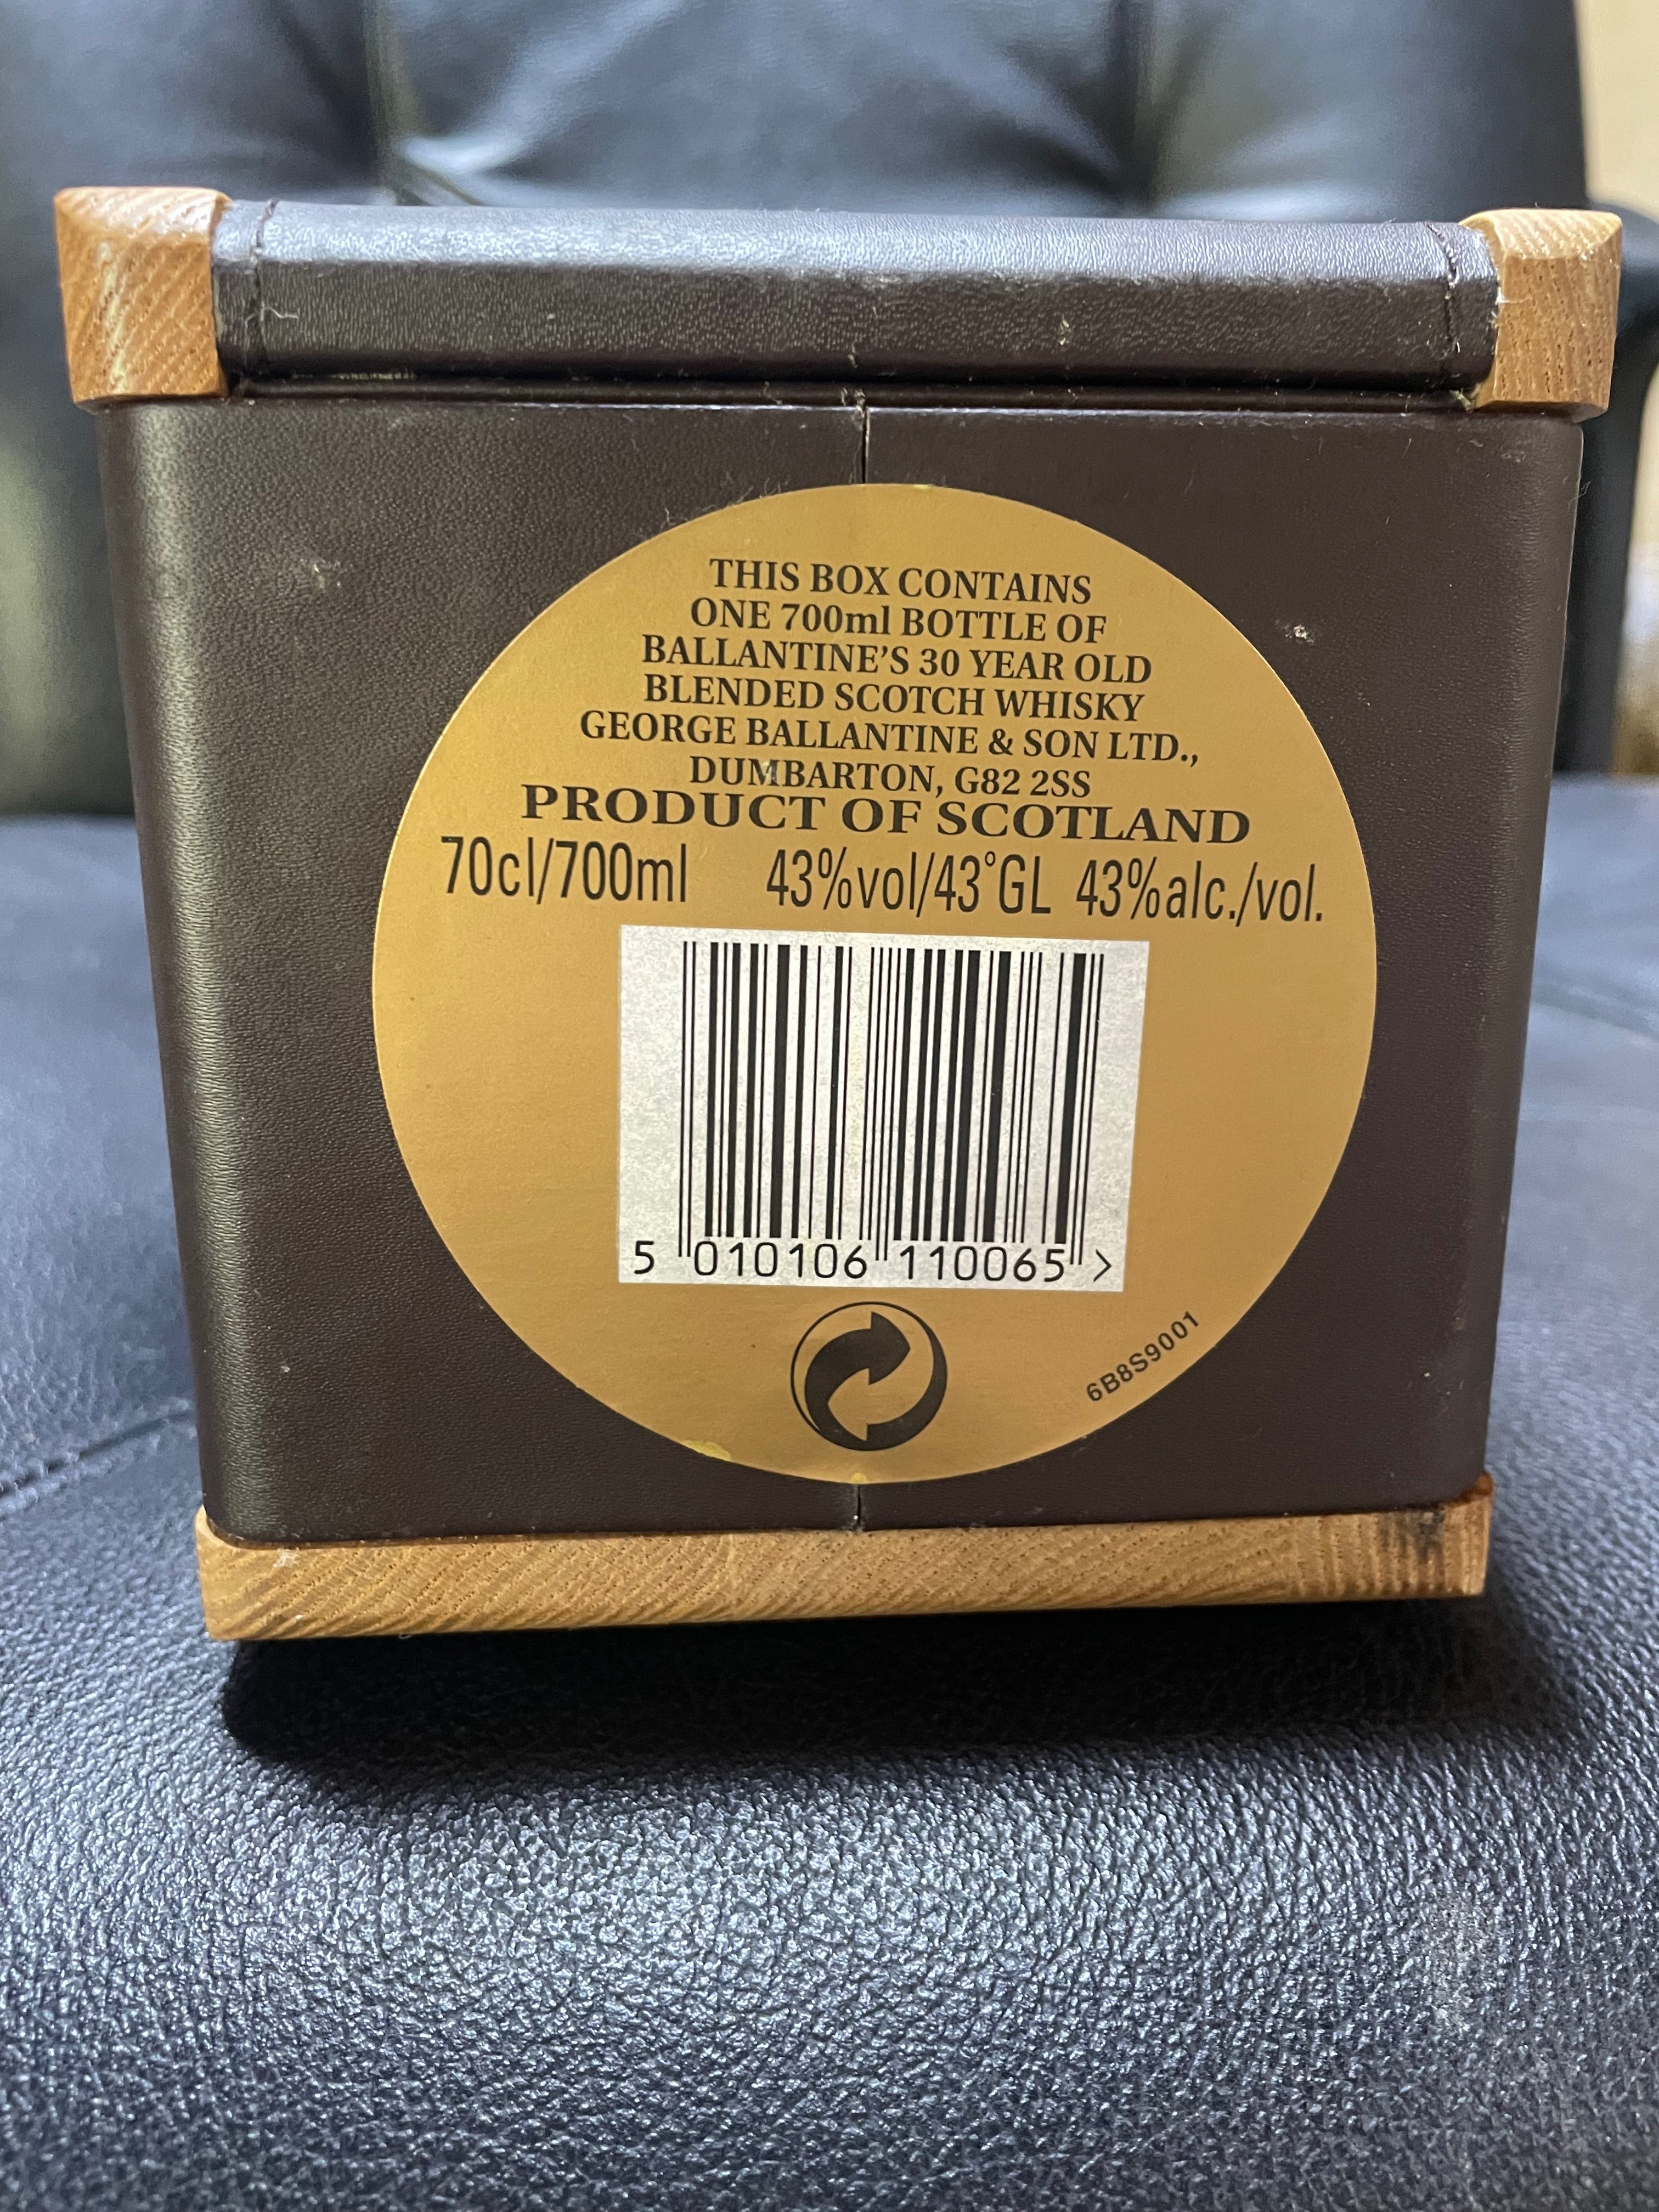 THIS BOX CONTAINS
ONE 700ml BOTTLE OF
BALLANTINE'S 30 YEAR OLD
BLENDED SCOTCH WHISKY
GEORGE BALLANTINE & SON LTD.,
DUMBARTON, G82 2SS
PRODUCT OF SCOTLAND
70cl/700ml 43%vol/43°GL 43%alc./vol.
5 010106 110065 >
6B8S9001